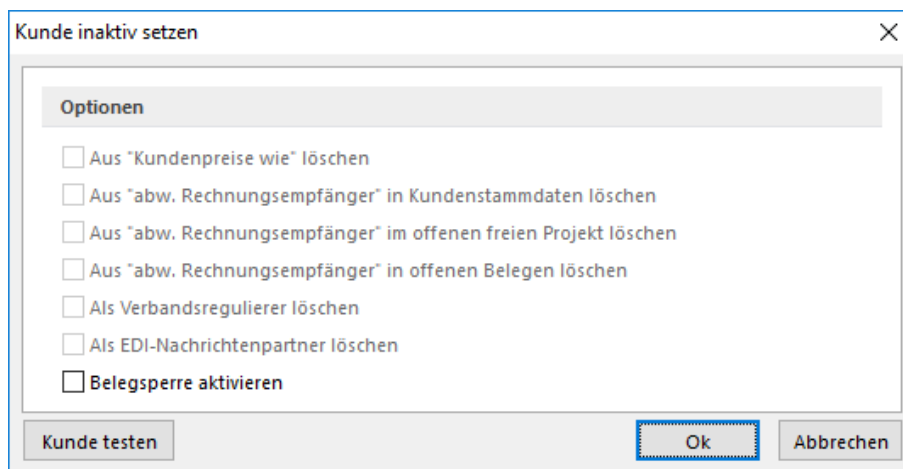 Kunde inaktiv setzen
Optionen
Aus "Kundenpreise wie" löschen
Aus "abw. Rechnungsempfänger" in Kundenstammdaten löschen
Aus "abw. Rechnungsempfänger" im offenen freien Projekt löschen
Aus "abw. Rechnungsempfänger" in offenen Belegen löschen
Als Verbandsregulierer löschen
Als EDI-Nachrichtenpartner löschen
Belegsperre aktivieren
Kunde testen Ok Abbrechen